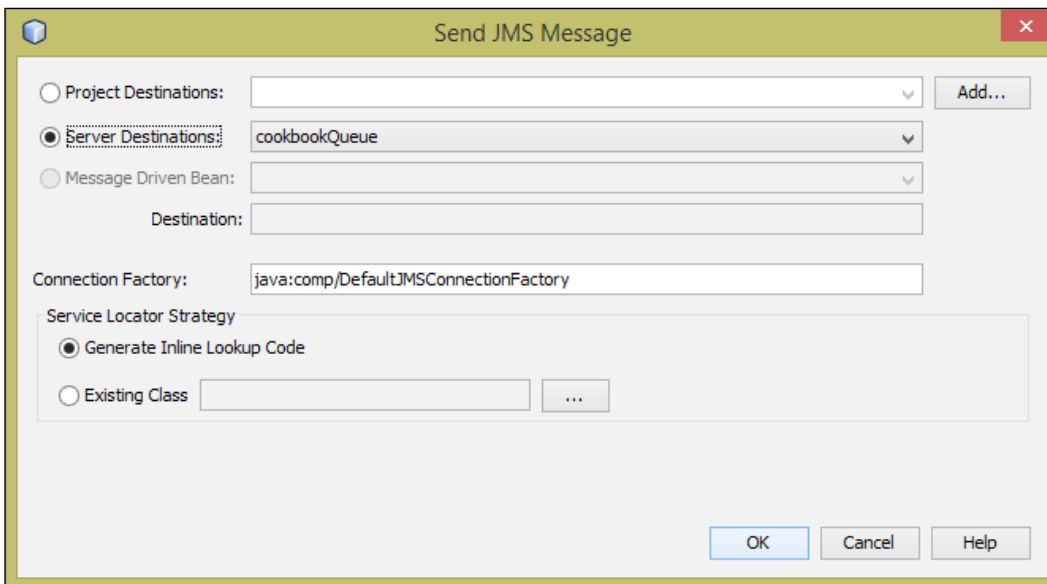 Send JMS Message
Project Destinations:
Add...
Server Destinations: cookbookQueue
Message Driven Bean:
Destination:
Connection Factory: java:comp/DefaultJMSConnectionFactory
Service Locator Strategy
Generate Inline Lookup Code
Existing Class ...
OK Cancel Help